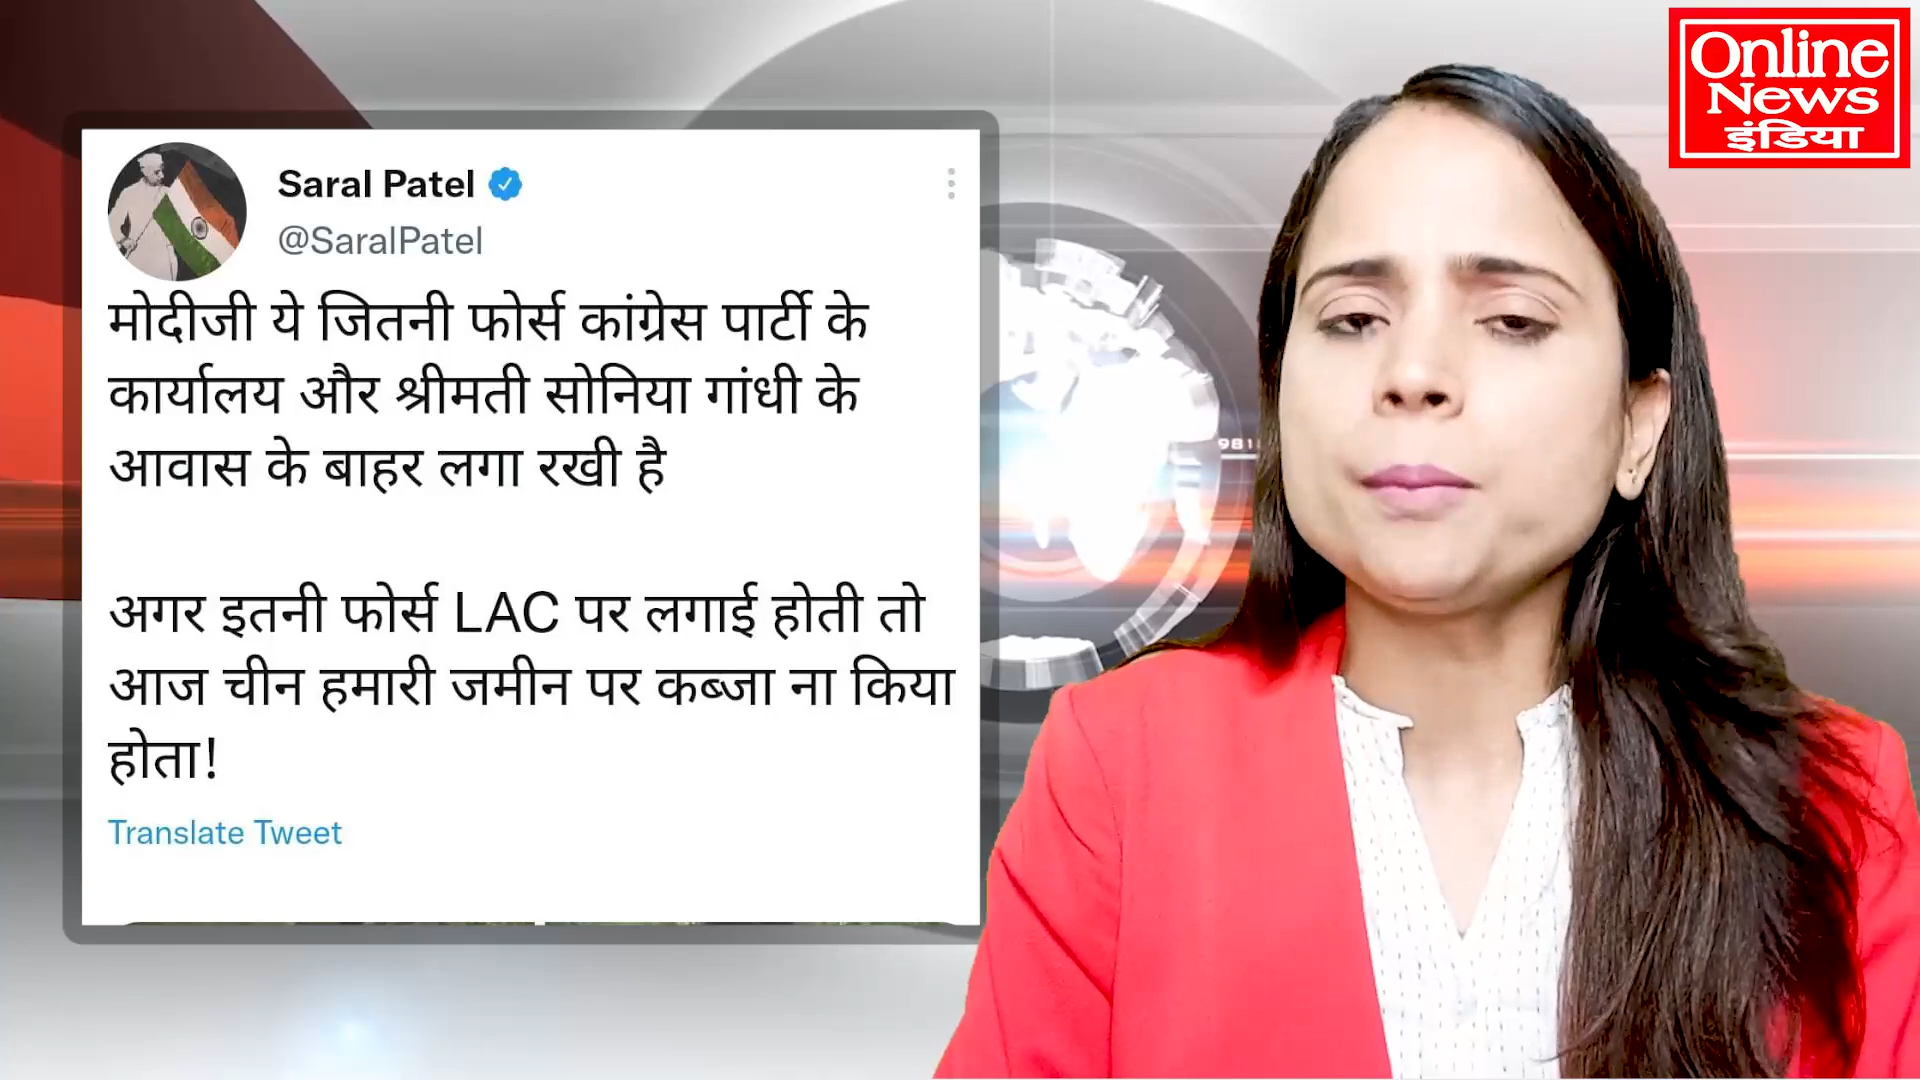 Online
News
इंडिया
Saral Patel
@SaralPatel
मोदीजी ये जितनी फोर्स कांग्रेस पार्टी के
कार्यालय और श्रीमती सोनिया गांधी के
आवास के बाहर लगा रखी है
अगर इतनी फोर्स LAC पर लगाई होती तो
आज चीन हमारी जमीन पर कब्जा ना किया
होता!
Translate Tweet